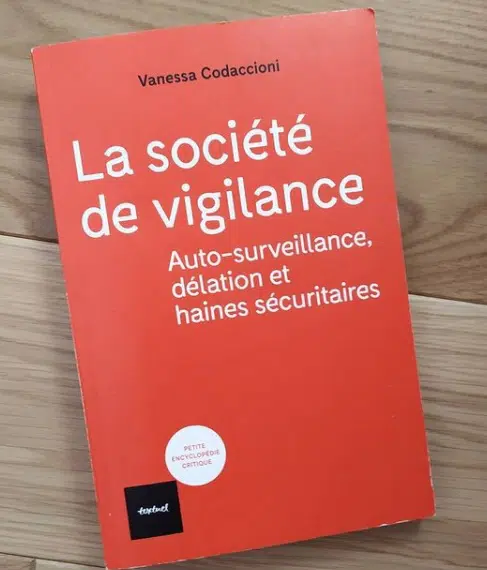 Vanessa Codaccioni
La société
de vigilance
Auto-surveillance,
délation et
haines sécuritaires
PETITE
ENCYCLOPÉDIE
CRITIQUE
textuel